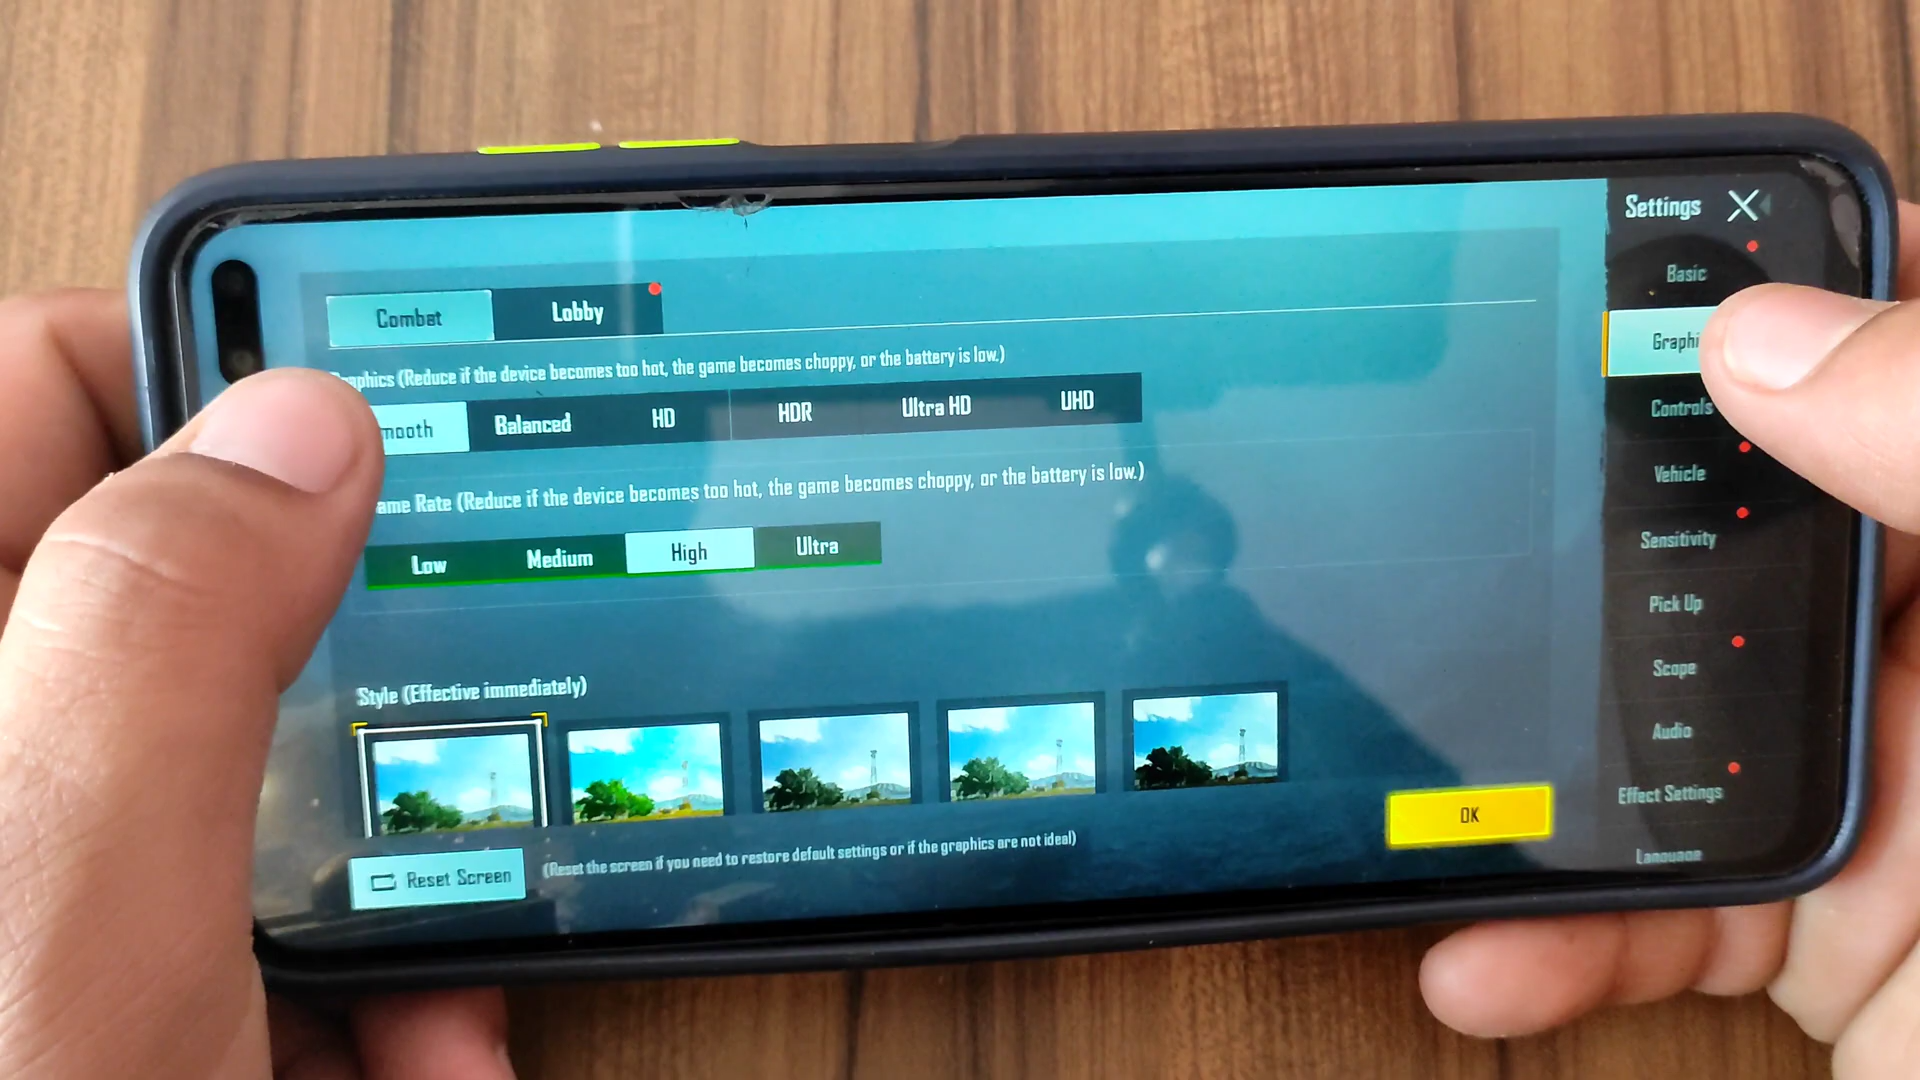 Settings
Basic
Combat
Lobby
Graphics (Reduce if the device becomes too hot, the game becomes choppy, or the battery is low.)
mooth
Balanced
HD
HDR
Ultra HD
UHD
ame Rate (Reduce if the device becomes too hot, the game becomes choppy, or the battery is low.)
Low
Medium
High
Ultra
Style (Effective immediately)
OK
Reset Screen
(Reset the screen if you need to restore default settings or if the graphics are not ideal)
Graphi
Controls
Vehicle
Sensitivity
Pick Up
Scope
Audio
Effect Settings
Language